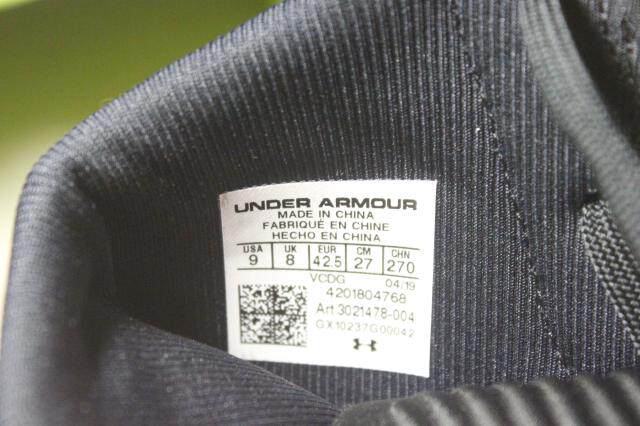 UNDER ARMOUR
MADE IN CHINA
FABRIQUÉ EN CHINE
HECHO EN CHINA
USA UK EUR CM CHN
9 8 42.5 27 270
VCDG 04/19
4201804768
Art 3021478-004
GX10237G00042